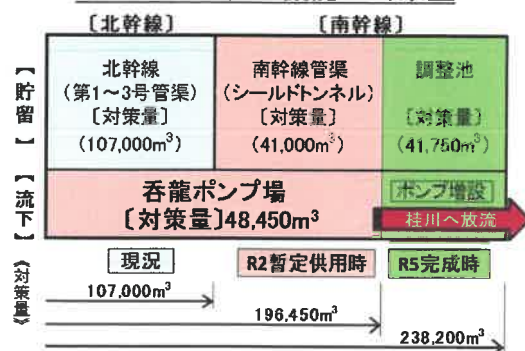 〔北幹線〕 〔南幹線〕
【貯留】
北幹線
(第1~3号管渠)
〔対策量〕
(107,000m³)
南幹線管渠
(シールドトンネル)
〔対策量〕
(41,000m³)
調整池
〔対策量〕
(41,750m³)
【流下】
呑龍ポンプ場
〔対策量〕48,450m³
ポンプ増設
桂川へ放流
《対策量》
現況
R2暫定供用時
R5完成時
107,000m³
196,450m³
238,200m³